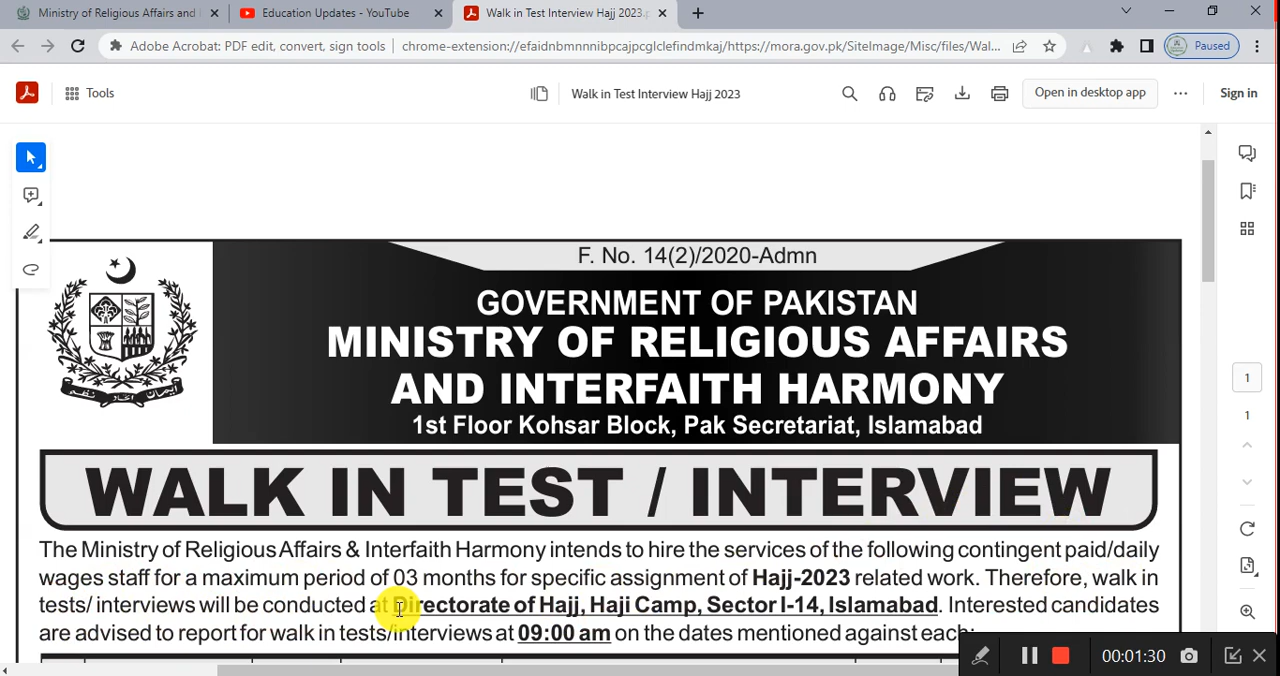 Ministry of Religious Affairs and
Education Updates - YouTube
Walk in Test Interview Hajj 2023.p
Adobe Acrobat: PDF edit, convert, sign tools
chrome-extension://efaidnbmnnnibpcajpcglclefindmkaj/https://mora.gov.pk/SiteImage/Misc/files/Wal...
Paused
Tools
Walk in Test Interview Hajj 2023
Open in desktop app
Sign in
F. No. 14(2)/2020-Admn
GOVERNMENT OF PAKISTAN
MINISTRY OF RELIGIOUS AFFAIRS
AND INTERFAITH HARMONY
1st Floor Kohsar Block, Pak Secretariat, Islamabad
WALK IN TEST / INTERVIEW
The Ministry of Religious Affairs & Interfaith Harmony intends to hire the services of the following contingent paid/daily
wages staff for a maximum period of 03 months for specific assignment of Hajj-2023 related work. Therefore, walk in
tests/ interviews will be conducted at Directorate of Hajj, Haji Camp, Sector I-14, Islamabad. Interested candidates
are advised to report for walk in tests/interviews at 09:00 am on the dates mentioned against each:
1
1
00:01:30